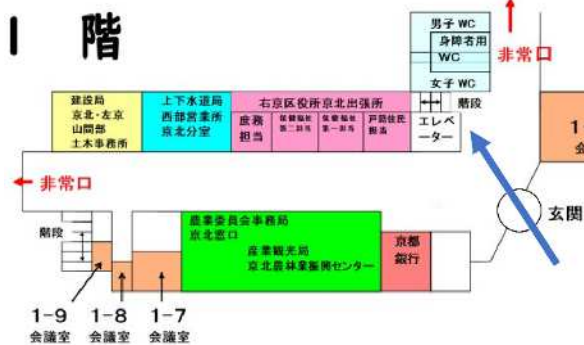 1 階
男子 WC
身障者用
WC
女子 WC
非常口
階段
建設局
京北・左京
山間部
土木事務所
上下水道局
西部営業所
京北分室
右京区役所京北出張所
庶務
担当
保健福祉
第二担当
保健福祉
第一担当
戸籍住民
担当
エレベ
ーター
1-
会
非常口
玄関
階段
農業委員会事務局
京北窓口
産業観光局
京北農林業振興センター
京都
銀行
1-9
会議室
1-8
会議室
1-7
会議室